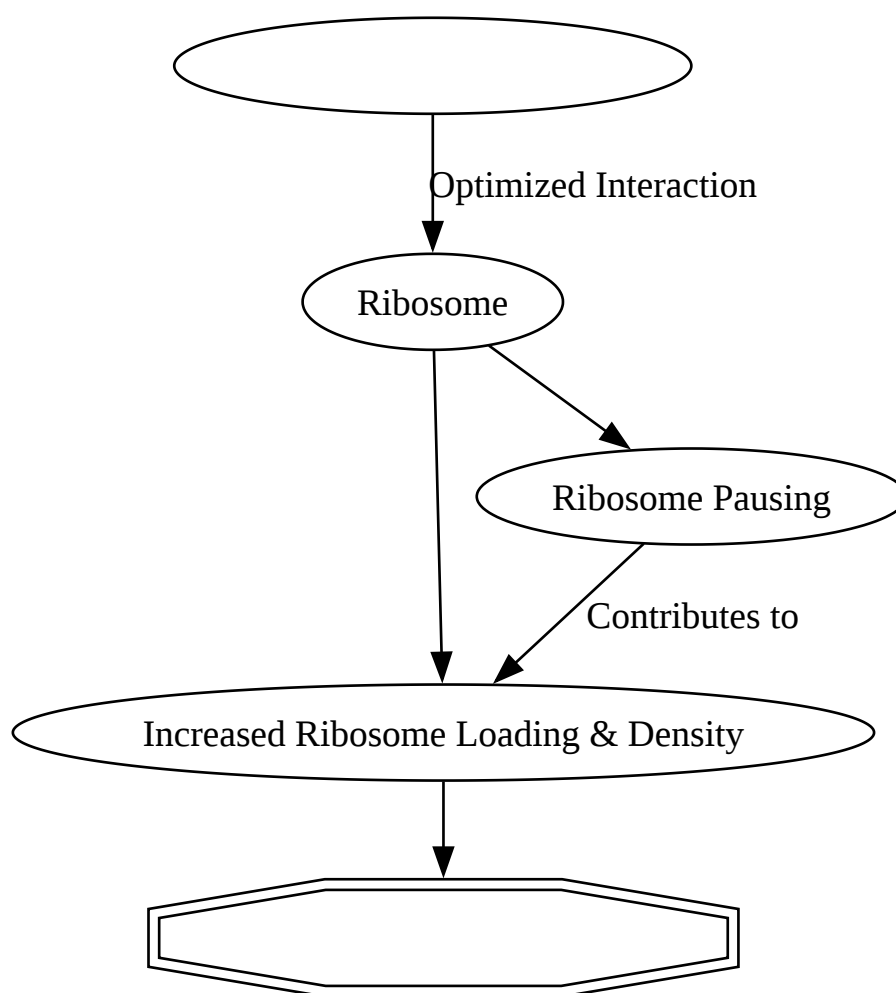 Optimized Interaction
Ribosome
Ribosome Pausing
Contributes to
Increased Ribosome Loading & Density